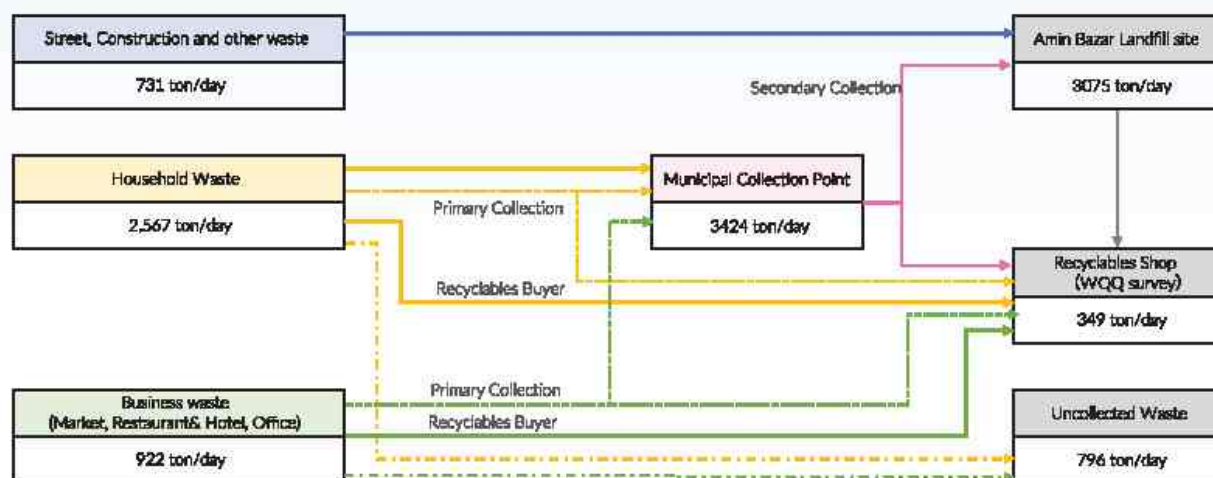 Street, Construction and other waste
731 ton/day
Amin Bazar Landfill site
3075 ton/day
Secondary Collection
Household Waste
2,567 ton/day
Primary Collection
Municipal Collection Point
3424 ton/day
Recyclables Buyer
Recyclables Shop
(WQQ survey)
349 ton/day
Primary Collection
Recyclables Buyer
Business waste
(Market, Restaurant& Hotel, Office)
922 ton/day
Uncollected Waste
796 ton/day